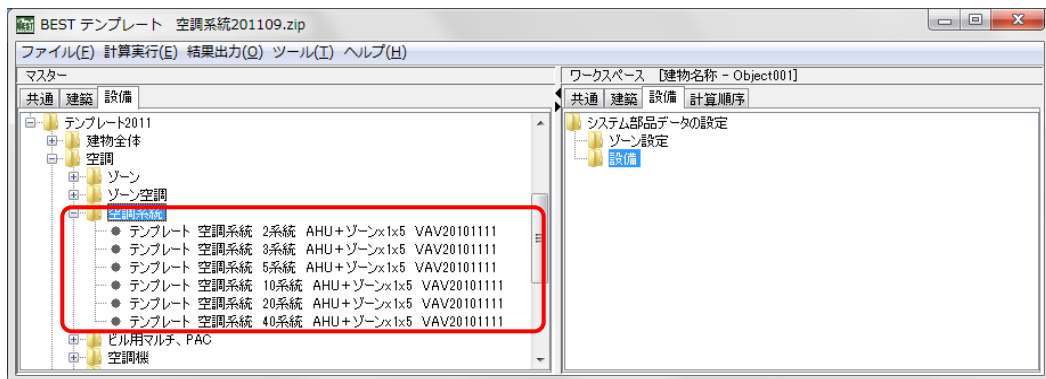 BEST テンプレート 空調系統201109.zip
ファイル(F) 計算実行(E) 結果出力(O) ツール(T) ヘルプ(H)
マスター
共通 建築 設備
テンプレート2011
建物全体
空調
ゾーン
ゾーン空調
空調系統
テンプレート 空調系統 2系統 AHU+ゾーンx1x5 VAV20101111
テンプレート 空調系統 3系統 AHU+ゾーンx1x5 VAV20101111
テンプレート 空調系統 5系統 AHU+ゾーンx1x5 VAV20101111
テンプレート 空調系統 10系統 AHU+ゾーンx1x5 VAV20101111
テンプレート 空調系統 20系統 AHU+ゾーンx1x5 VAV20101111
テンプレート 空調系統 40系統 AHU+ゾーンx1x5 VAV20101111
ビル用マルチ、PAC
空調機
ワークスペース [建物名称 - Object001]
共通 建築 設備 計算順序
システム部品データの設定
ゾーン設定
設備